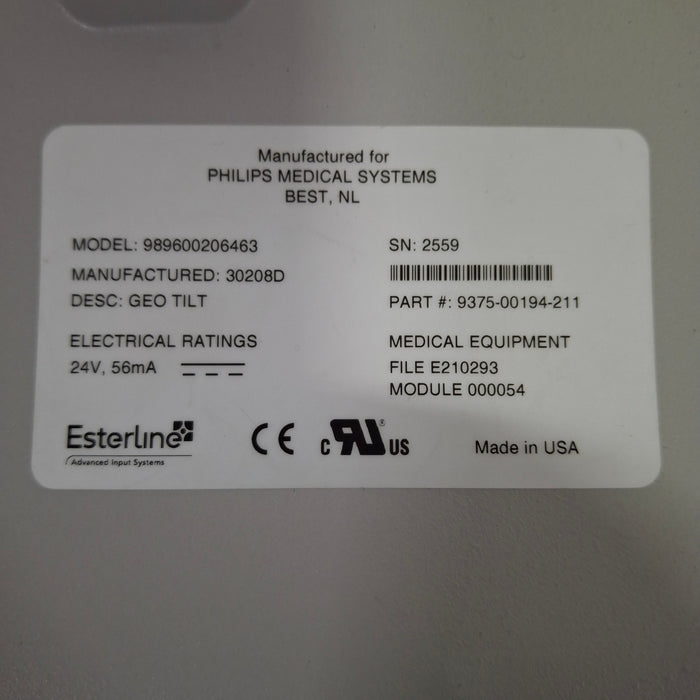 Manufactured for
PHILIPS MEDICAL SYSTEMS
BEST, NL
MODEL: 989600206463
SN: 2559
MANUFACTURED: 30208D
DESC: GEO TILT
PART #: 9375-00194-211
ELECTRICAL RATINGS
24V, 56mA
MEDICAL EQUIPMENT
FILE E210293
MODULE 000054
Esterline
Advanced Input Systems
CE
c RU® US
Made in USA